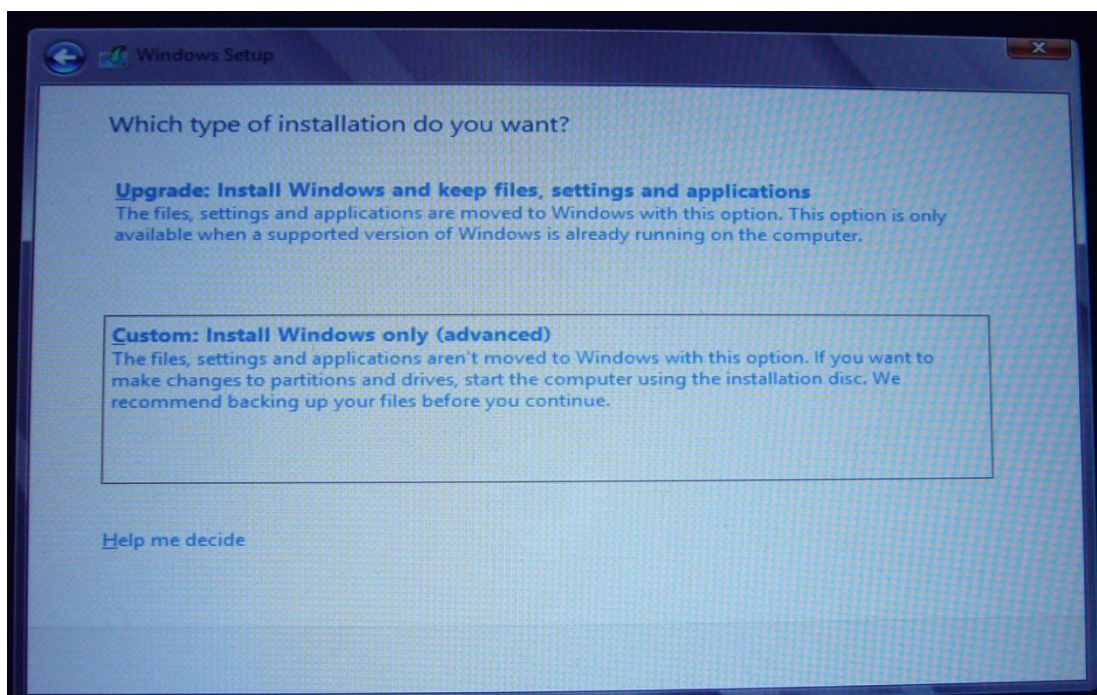 Windows Setup
Which type of installation do you want?
Upgrade: Install Windows and keep files, settings and applications
The files, settings and applications are moved to Windows with this option. This option is only
available when a supported version of Windows is already running on the computer.
Custom: Install Windows only (advanced)
The files, settings and applications aren't moved to Windows with this option. If you want to
make changes to partitions and drives, start the computer using the installation disc. We
recommend backing up your files before you continue.
Help me decide